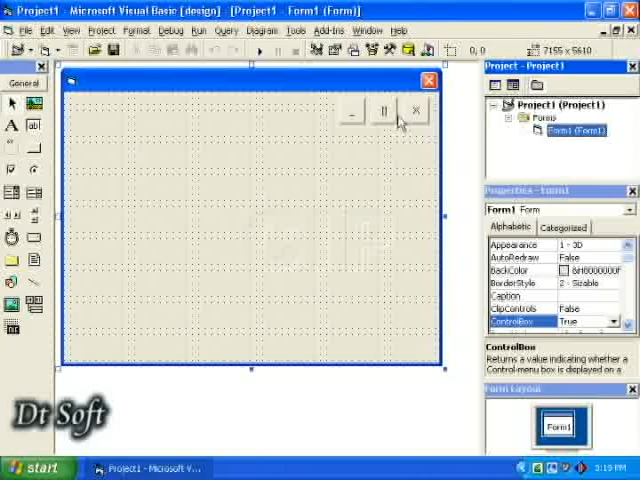 Project1 - Microsoft Visual Basic [design] - [Project1 - Form1 (Form)]
File Edit View Project Format Debug Run Query Diagram Tools Add-Ins Window Help
0, 0
7155 x 5610
General
A
ab|
Project - Project1
Project1 (Project1)
Forms
Form1 (Form1)
Properties - Form1
Form1 Form
Alphabetic Categorized
Appearance 1 - 3D
AutoRedraw False
BackColor &H8000000F
BorderStyle 2 - Sizable
Caption
ClipControls False
ControlBox True
ControlBox
Returns a value indicating whether a
Control-menu box is displayed on a
Form Layout
Form1
Dt Soft
start
Project1 - Microsoft V...
3:19 PM